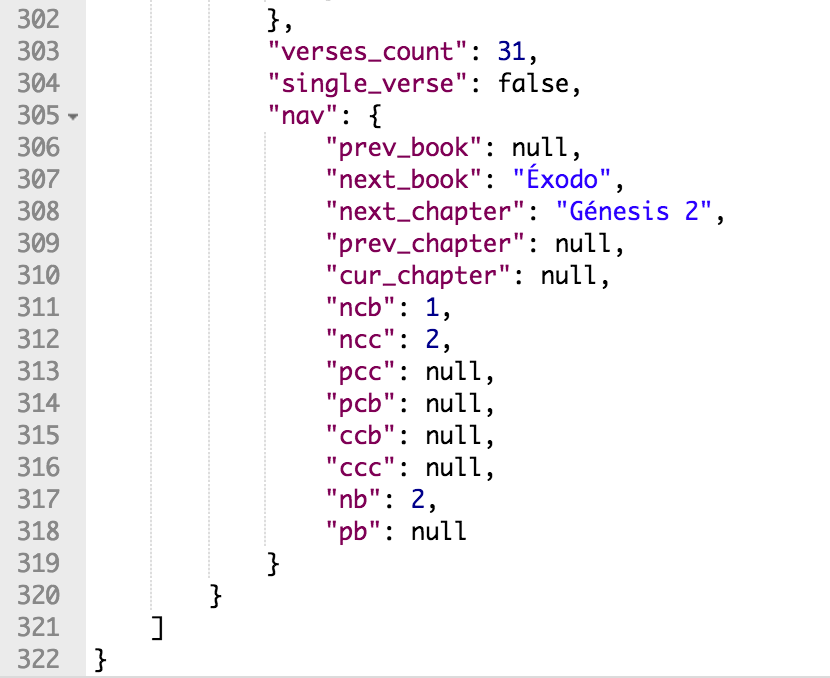 302 },
303 "verses_count": 31,
304 "single_verse": false,
305 "nav": {
306 "prev_book": null,
307 "next_book": "Éxodo",
308 "next_chapter": "Génesis 2",
309 "prev_chapter": null,
310 "cur_chapter": null,
311 "ncb": 1,
312 "ncc": 2,
313 "pcc": null,
314 "pcb": null,
315 "ccb": null,
316 "ccc": null,
317 "nb": 2,
318 "pb": null
319 }
320 }
321 ]
322 }